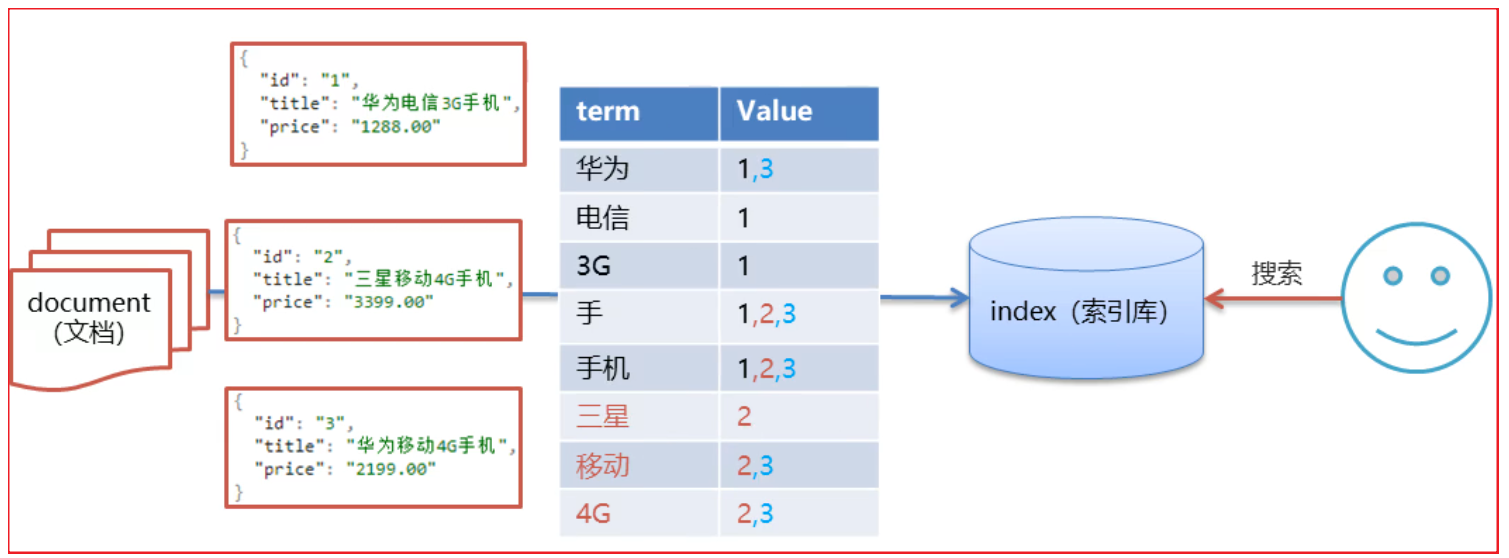 {
"id": "1",
"title": "华为电信3G手机",
"price": "1288.00"
}
document
（文档）
{
"id": "2",
"title": "三星移动4G手机",
"price": "3399.00"
}
{
"id": "3",
"title": "华为移动4G手机",
"price": "2199.00"
}
term Value
华为 1,3
电信 1
3G 1
手 1,2,3
手机 1,2,3
三星 2
移动 2,3
4G 2,3
index（索引库）
搜索